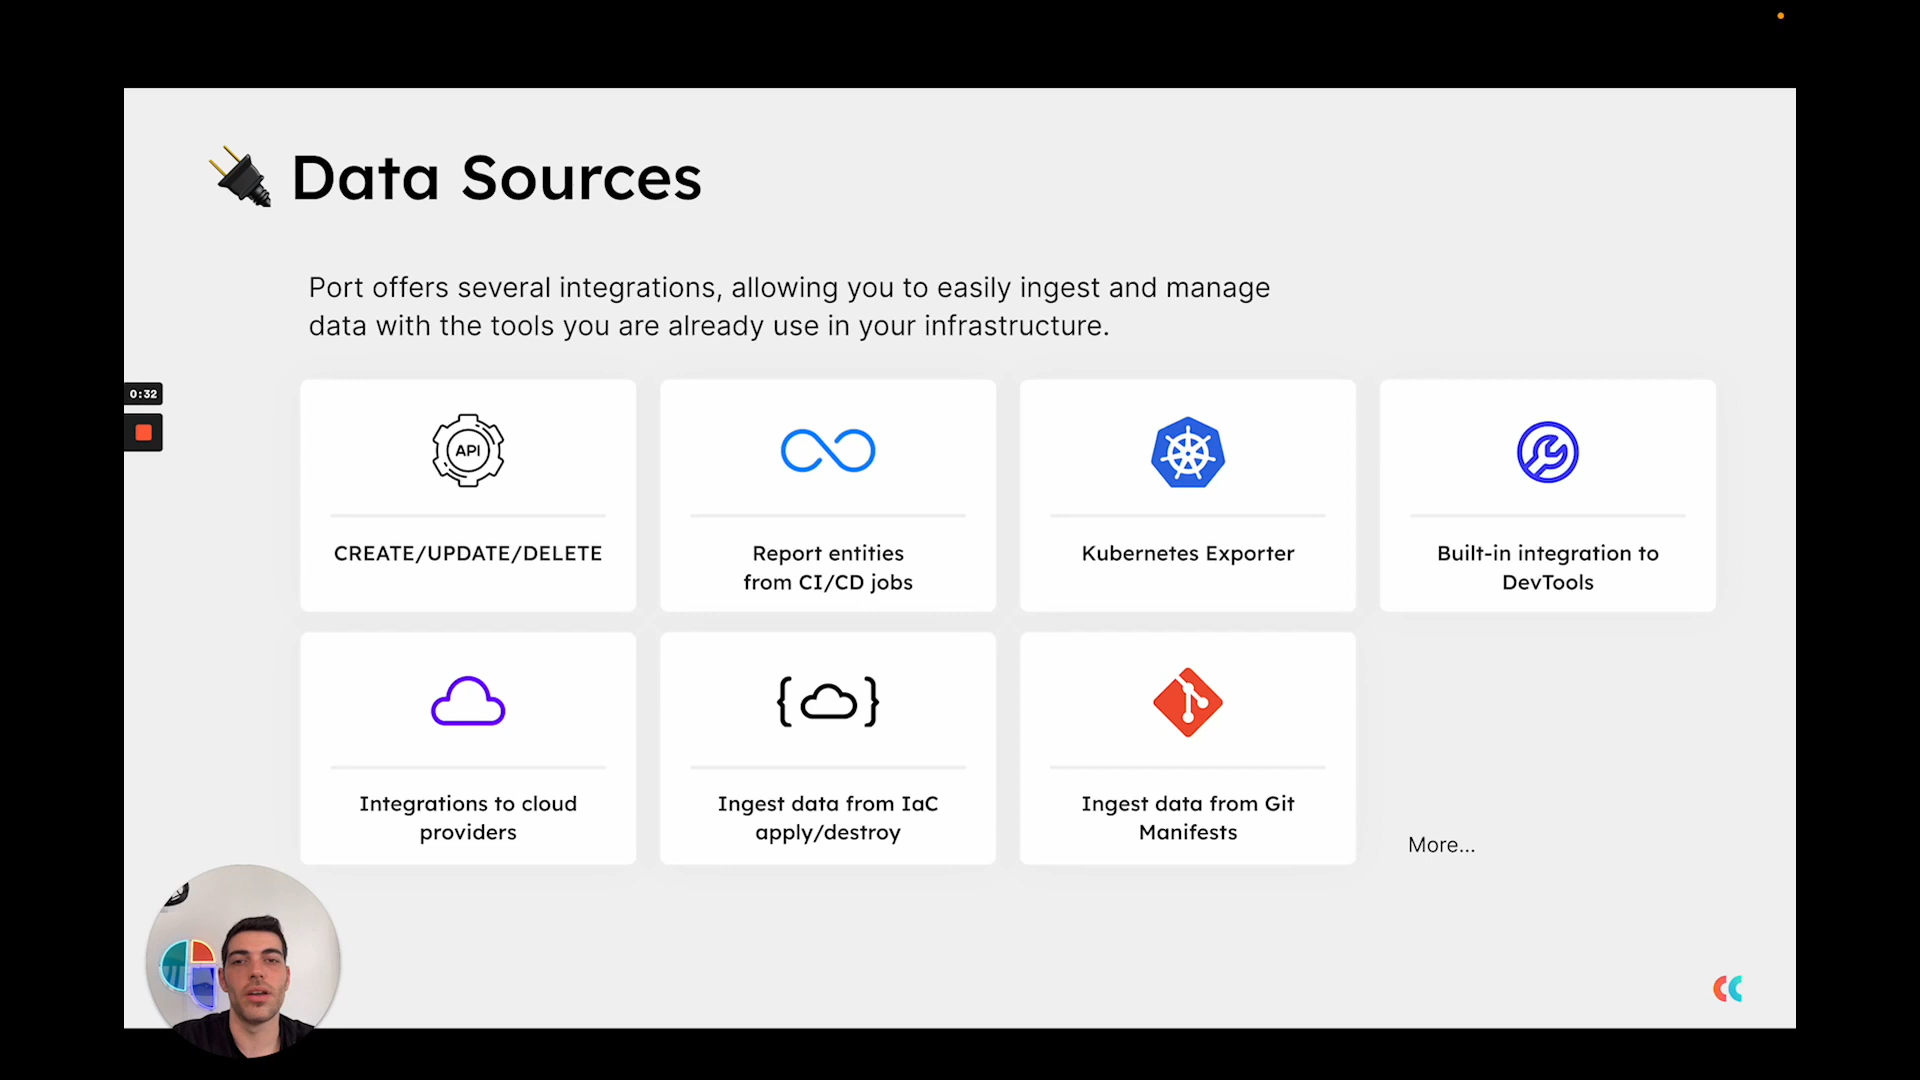 Data Sources
Port offers several integrations, allowing you to easily ingest and manage
data with the tools you are already use in your infrastructure.
0:32
API
CREATE/UPDATE/DELETE
Report entities
from CI/CD jobs
Kubernetes Exporter
Built-in integration to
DevTools
Integrations to cloud
providers
Ingest data from IaC
apply/destroy
Ingest data from Git
Manifests
More...